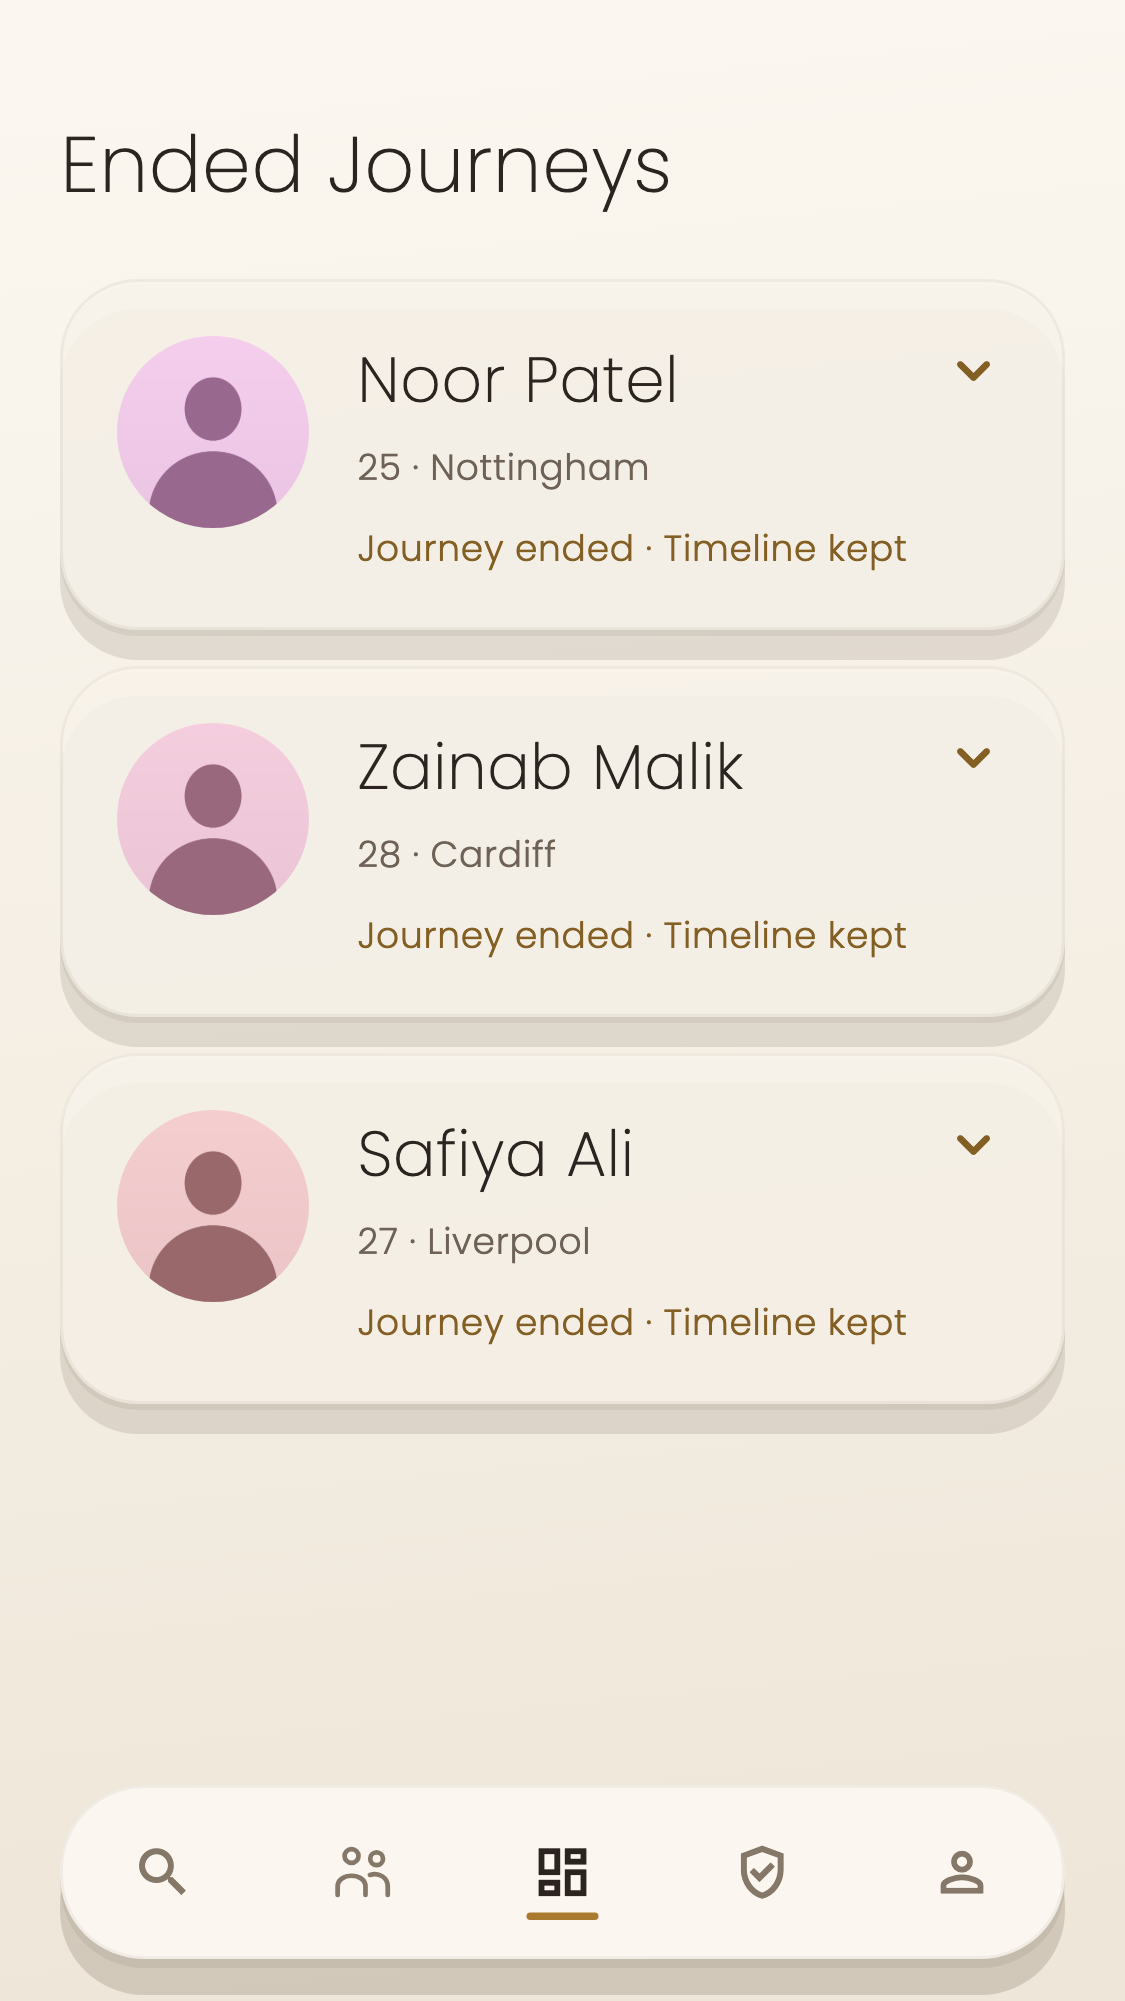 Ended Journeys
Noor Patel
25 · Nottingham
Journey ended · Timeline kept
Zainab Malik
28 · Cardiff
Journey ended · Timeline kept
Safiya Ali
27 · Liverpool
Journey ended · Timeline kept